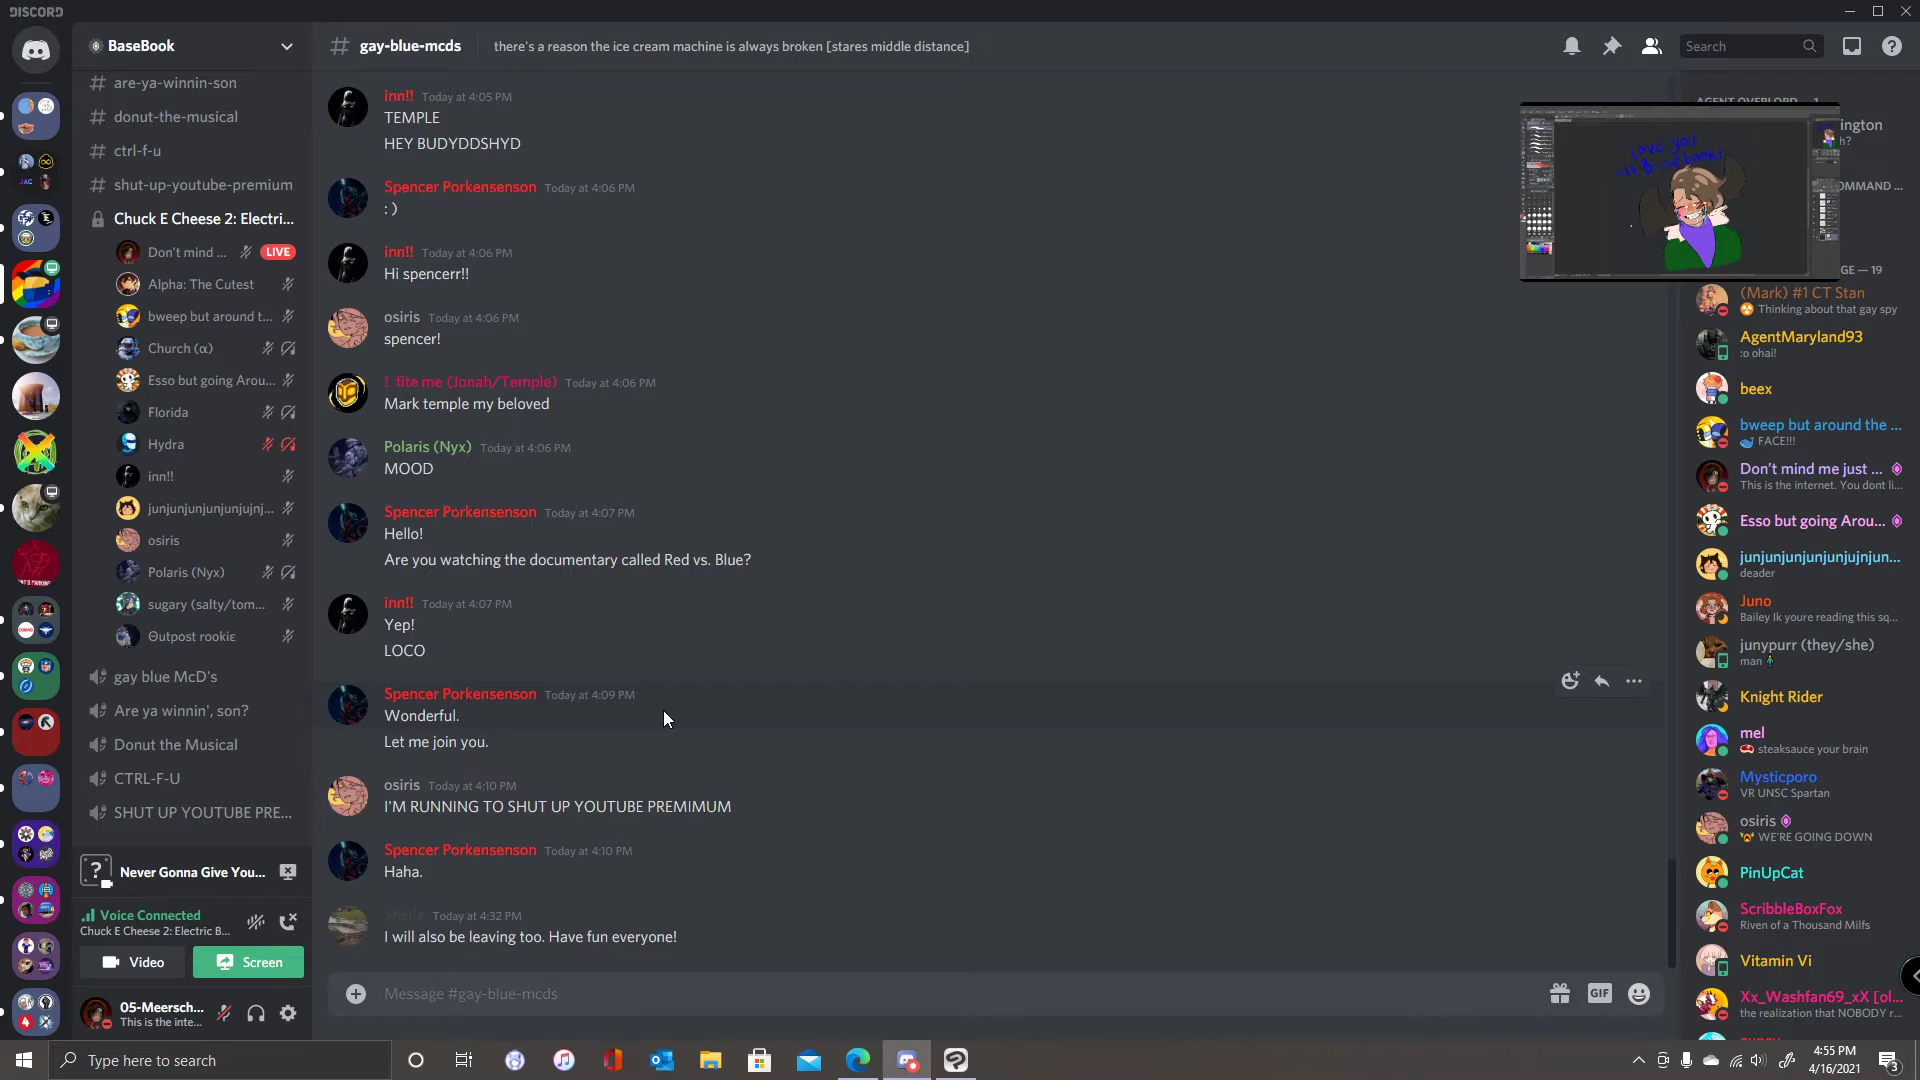 DISCORD
BaseBook
# gay-blue-mcds
there's a reason the ice cream machine is always broken [stares middle distance]
Search
# are-ya-winnin-son
# donut-the-musical
# ctrl-f-u
# shut-up-youtube-premium
Chuck E Cheese 2: Electri...
Don't mind ...
LIVE
Alpha: The Cutest
bweep but around t...
Church (α)
Esso but going Arou...
Florida
Hydra
inn!!
junjunjunjunjunjujnj...
osiris
Polaris (Nyx)
sugary (salty/tom...
Θutpost rookiε
gay blue McD's
Are ya winnin', son?
Donut the Musical
CTRL-F-U
SHUT UP YOUTUBE PRE...
Never Gonna Give You...
Voice Connected
Chuck E Cheese 2: Electric B...
Video
Screen
05-Meersch...
This is the inte...
inn!! Today at 4:05 PM
TEMPLE
HEY BUDYDDSHYD
Spencer Porkensenson Today at 4:06 PM
: )
inn!! Today at 4:06 PM
Hi spencerr!!
osiris Today at 4:06 PM
spencer!
! fite me (Jonah/Temple) Today at 4:06 PM
Mark temple my beloved
Polaris (Nyx) Today at 4:06 PM
MOOD
Spencer Porkensenson Today at 4:07 PM
Hello!
Are you watching the documentary called Red vs. Blue?
inn!! Today at 4:07 PM
Yep!
LOCO
Spencer Porkensenson Today at 4:09 PM
Wonderful.
Let me join you.
osiris Today at 4:10 PM
I'M RUNNING TO SHUT UP YOUTUBE PREMIMUM
Spencer Porkensenson Today at 4:10 PM
Haha.
Sheila Today at 4:32 PM
I will also be leaving too. Have fun everyone!
Message #gay-blue-mcds
GIF
AGENT OVERLORD — 1
ington
h?
OMMAND ...
love you
GE — 19
(Mark) #1 CT Stan
Thinking about that gay spy
AgentMaryland93
:o ohai!
beex
bweep but around the ...
FACE!!!
Don't mind me just ...
This is the internet. You dont li...
Esso but going Arou...
junjunjunjunjunjujnjun...
deader
Juno
Bailey Ik youre reading this sq...
junypurr (they/she)
man
Knight Rider
mel
steaksauce your brain
Mysticporo
VR UNSC Spartan
osiris
WE'RE GOING DOWN
PinUpCat
ScribbleBoxFox
Riven of a Thousand Milfs
Vitamin Vi
Xx_Washfan69_xX [ol...
the realization that NOBODY r...
Type here to search
4:55 PM
4/16/2021
3